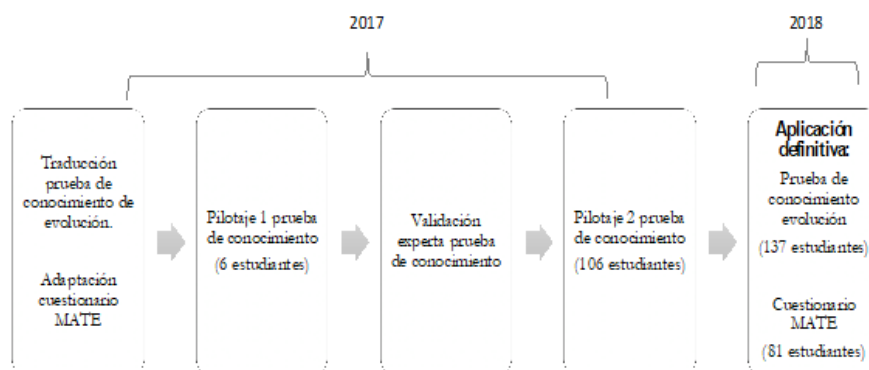 2017
2018
Traducción
prueba de
conocimiento de
evolución.
Adaptación
cuestionario
MATE
Pilotaje 1 prueba
de conocimiento
(6 estudiantes)
Validación
experta prueba
de conocimiento
Pilotaje 2 prueba
de conocimiento
(106 estudiantes)
Aplicación
definitiva:
Prueba de
conocimiento
evolución
(137 estudiantes)
Cuestionario
MATE
(81 estudiantes)